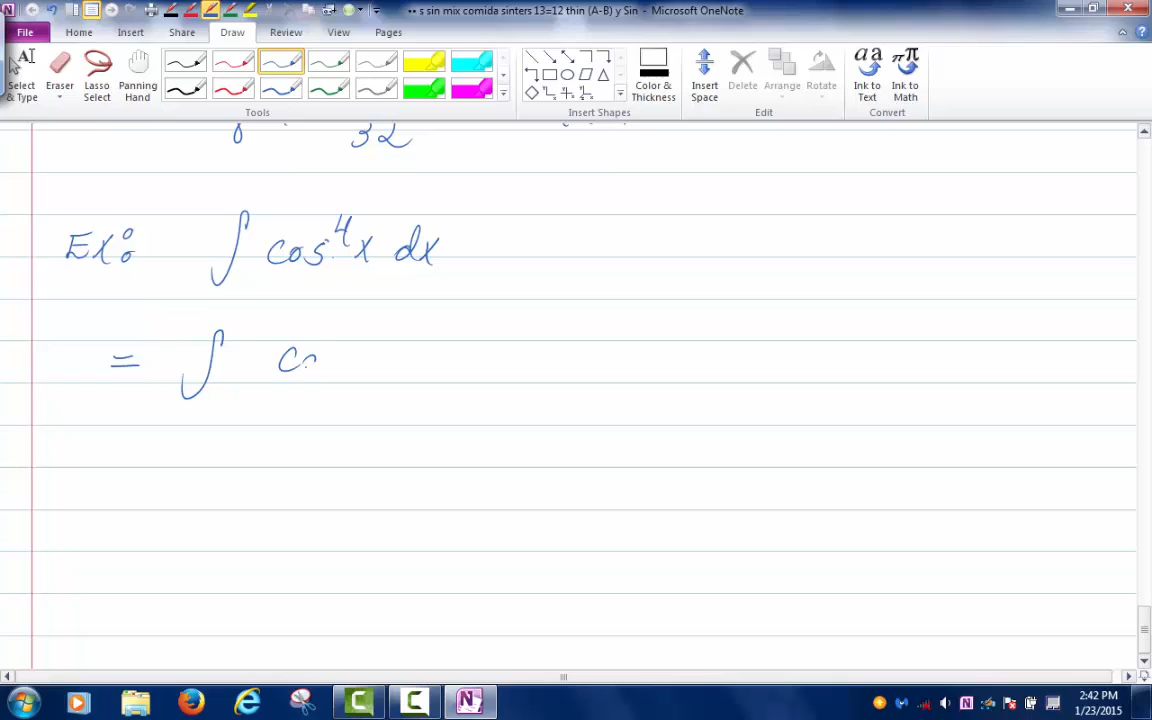 •• s sin mix comida sinters 13=12 thin (A-B) y Sin - Microsoft OneNote
File Home Insert Share Draw Review View Pages
Select & Type Eraser Lasso Select Panning Hand Color & Thickness Insert Space Delete Arrange Rotate Ink to Text Ink to Math
Tools Insert Shapes Edit Convert
8 32
Ex: ∫ cos⁴x dx
= ∫ co
2:42 PM
1/23/2015